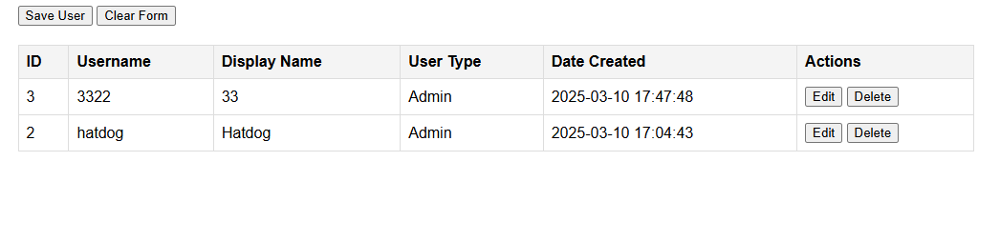 Save User Clear Form
ID Username Display Name User Type Date Created Actions
3 3322 33 Admin 2025-03-10 17:47:48 Edit Delete
2 hatdog Hatdog Admin 2025-03-10 17:04:43 Edit Delete